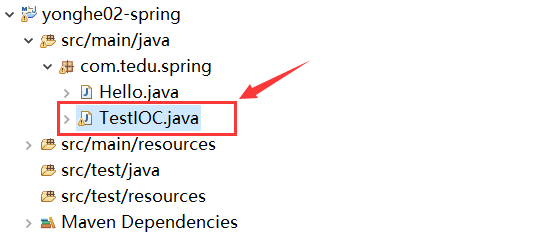 yonghe02-spring
src/main/java
com.tedu.spring
Hello.java
TestIOC.java
src/main/resources
src/test/java
src/test/resources
Maven Dependencies